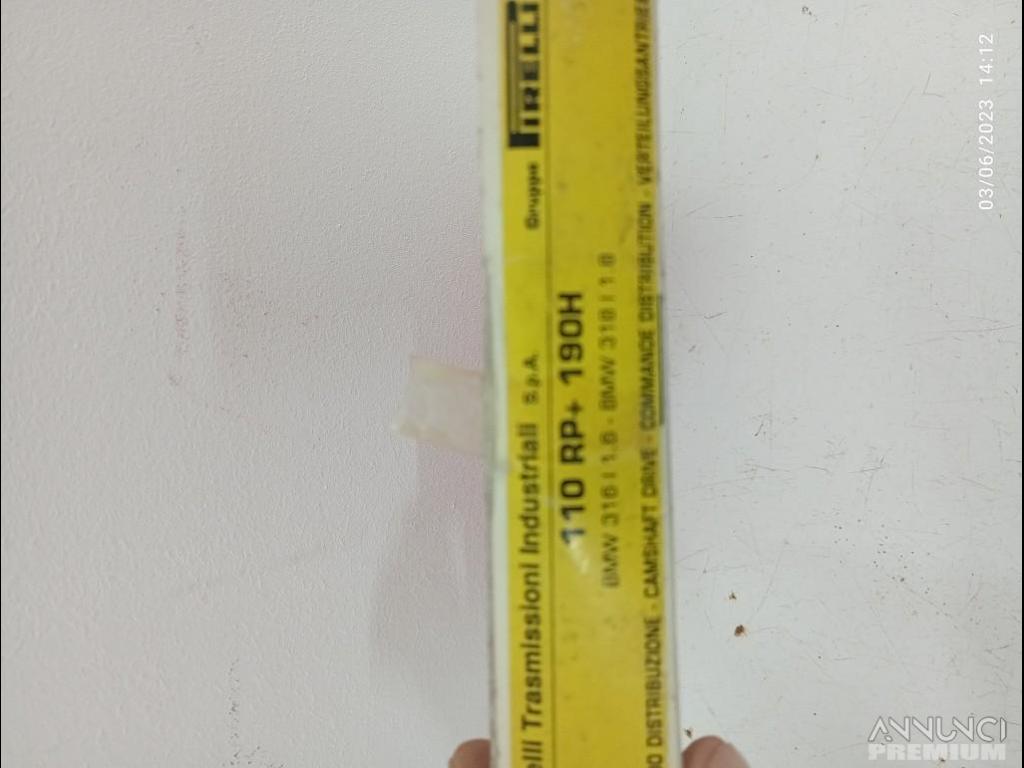 elli Trasmissioni Industriali S.p.A. Gruppo PIRELLI
110 RP+ 190H
BMW 316 I 1.6 - BMW 318 I 1.8
O DISTRIBUZIONE - CAMSHAFT DRIVE - COMMANDE DISTRIBUTION - VERTEILUNGSANTRIEB
03/06/2023 14:12
ANNUNCI
PREMIUM